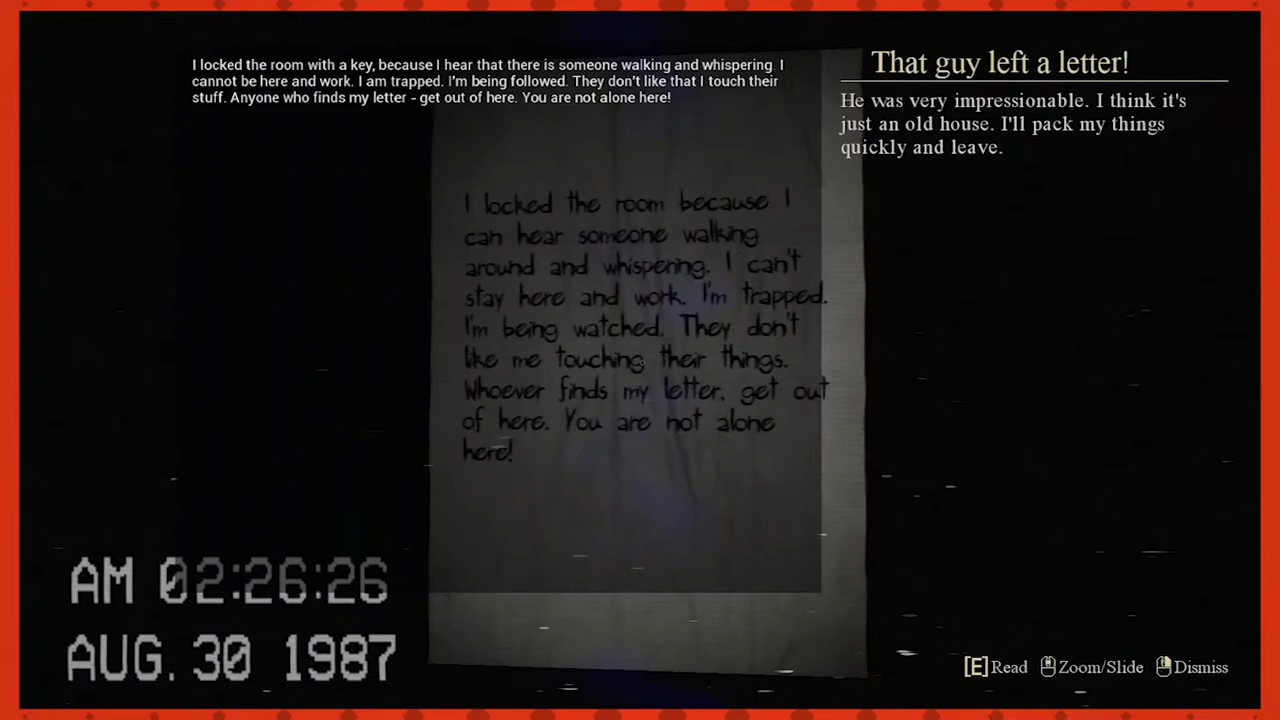 I locked the room with a key, because I hear that there is someone walking and whispering. I
cannot be here and work. I am trapped. I'm being followed. They don't like that I touch their
stuff. Anyone who finds my letter - get out of here. You are not alone here!
That guy left a letter!
He was very impressionable. I think it's
just an old house. I'll pack my things
quickly and leave.
I locked the room because I
can hear someone walking
around and whispering. I can't
stay here and work. I'm trapped.
I'm being watched. They don't
like me touching their things.
Whoever finds my letter, get out
of here. You are not alone
here!
AM 02:26:26
AUG. 30 1987
[E]Read Zoom/Slide Dismiss